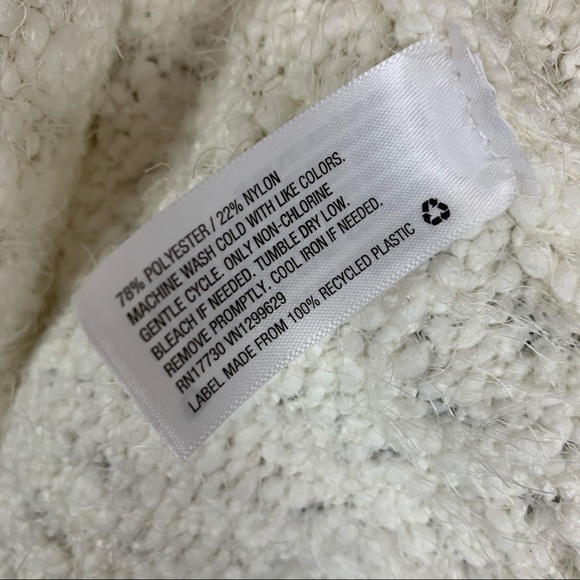 78% POLYESTER / 22% NYLON
MACHINE WASH COLD WITH LIKE COLORS.
GENTLE CYCLE. ONLY NON-CHLORINE
BLEACH IF NEEDED. TUMBLE DRY LOW.
REMOVE PROMPTLY. COOL IRON IF NEEDED.
RN17730 VN1299629
LABEL MADE FROM 100% RECYCLED PLASTIC